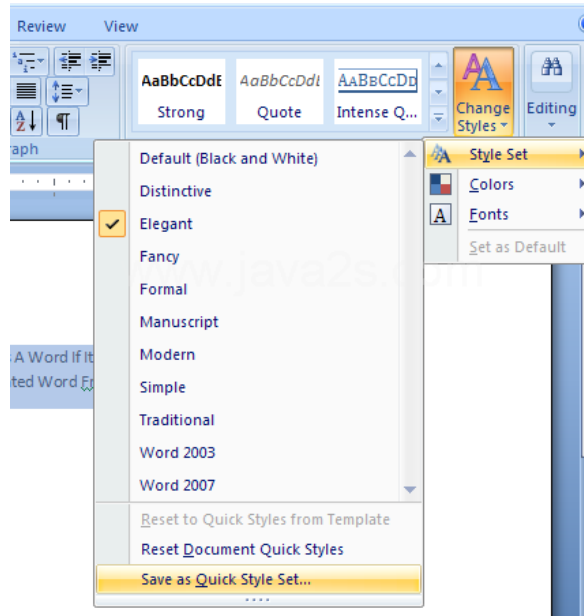 Review View
AaBbCcDdE AaBbCcDdI AaBbCcDd
Strong Quote Intense Q... Change Styles Editing
Default (Black and White) Style Set
Distinctive Colors
Elegant Fonts
Fancy Set as Default
www.java2s.com
Formal
Manuscript
A Word If It Modern
ted Word Simple
Traditional
Word 2003
Word 2007
Reset to Quick Styles from Template
Reset Document Quick Styles
Save as Quick Style Set...